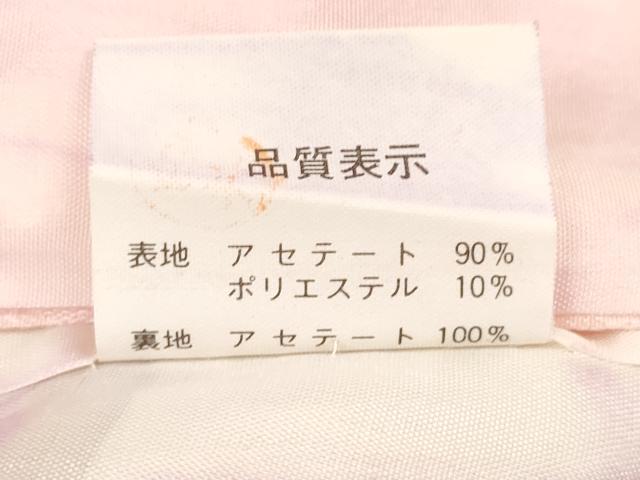 品質表示
表地 アセテート 90%
ポリエステル 10%
裏地 アセテート 100%